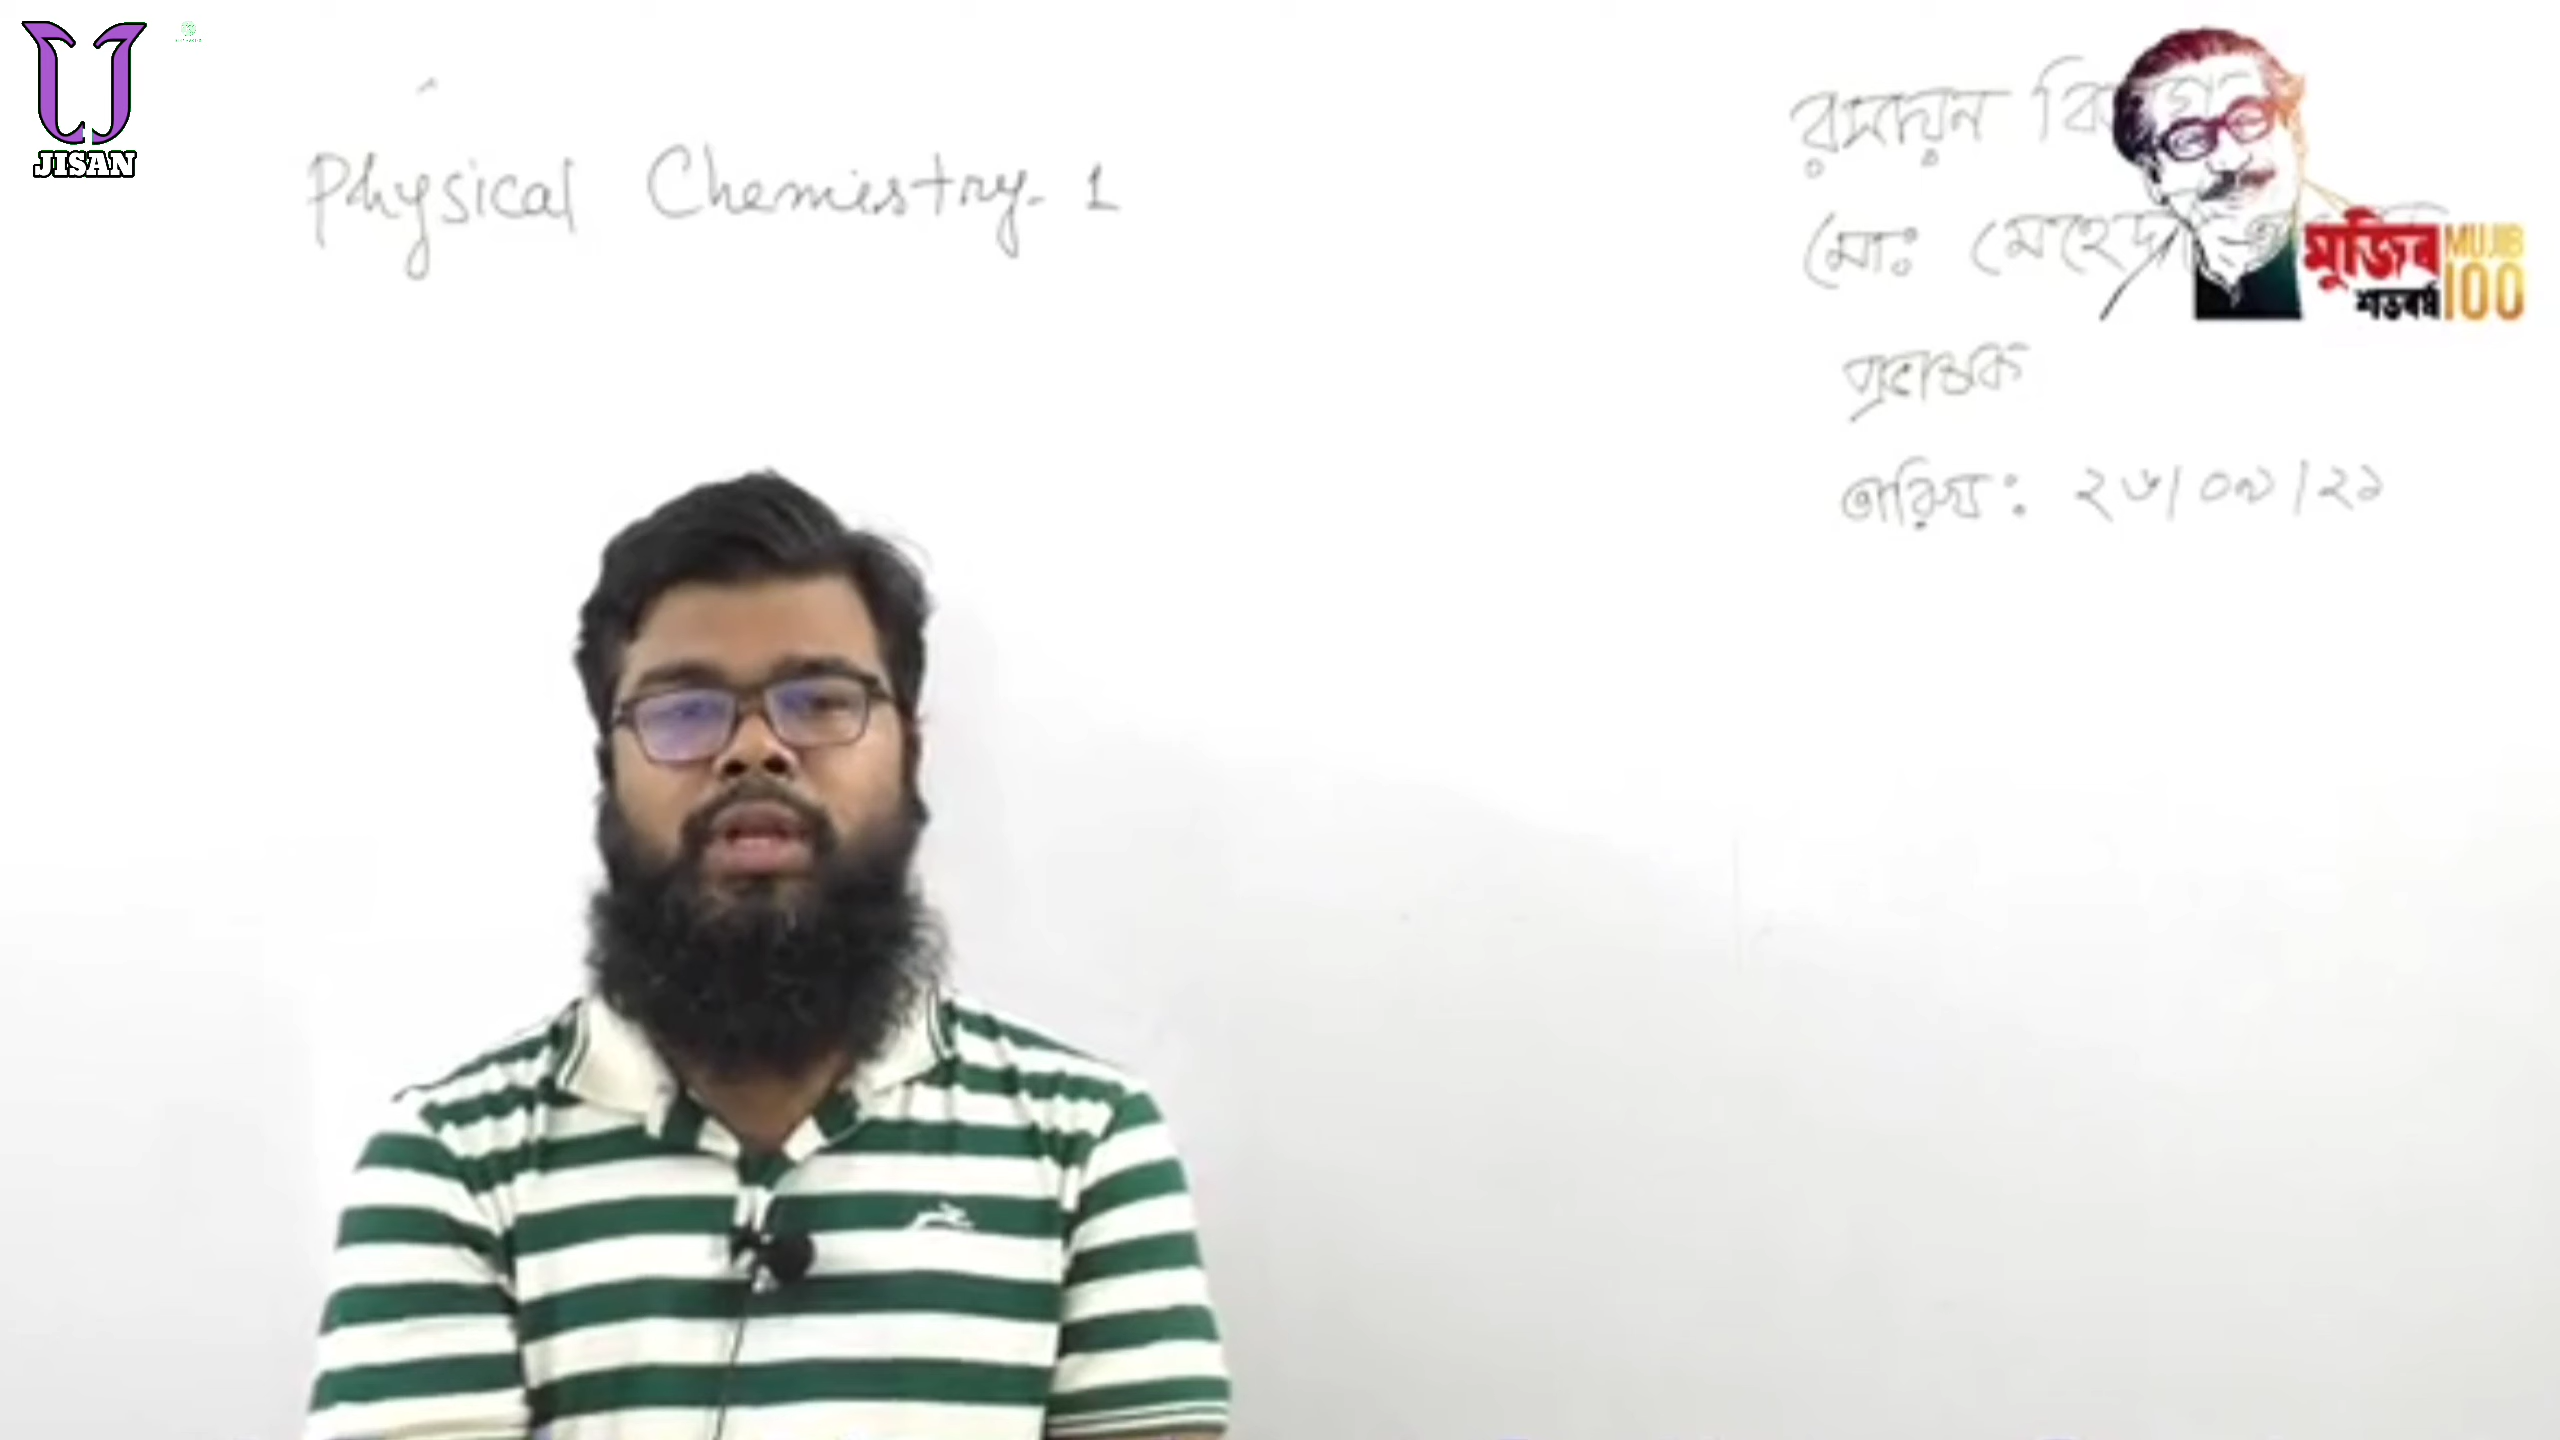 JISAN
Physical Chemistry- 1
রসায়ন
মোঃ
মুজিব MUJIB
শতবর্ষ 100
প্রভাষক
তারিখ: ২৬/০৯/২১